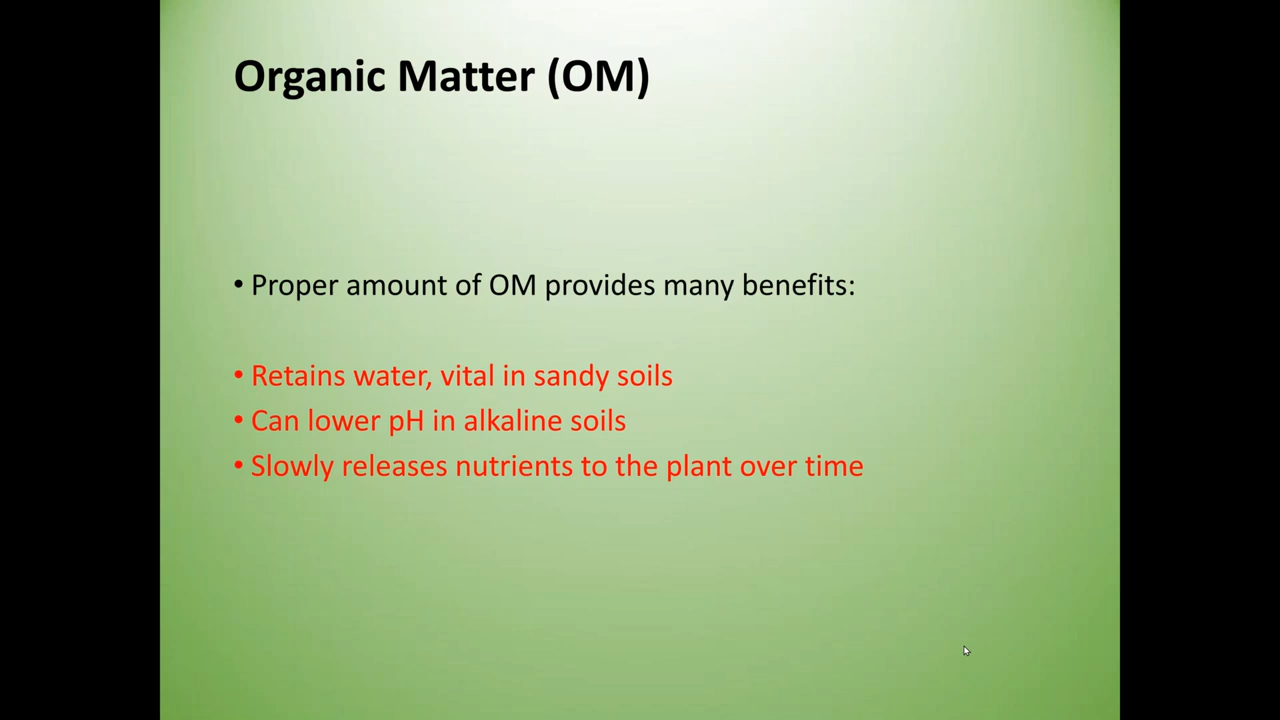 Organic Matter (OM)
• Proper amount of OM provides many benefits:
• Retains water, vital in sandy soils
• Can lower pH in alkaline soils
• Slowly releases nutrients to the plant over time